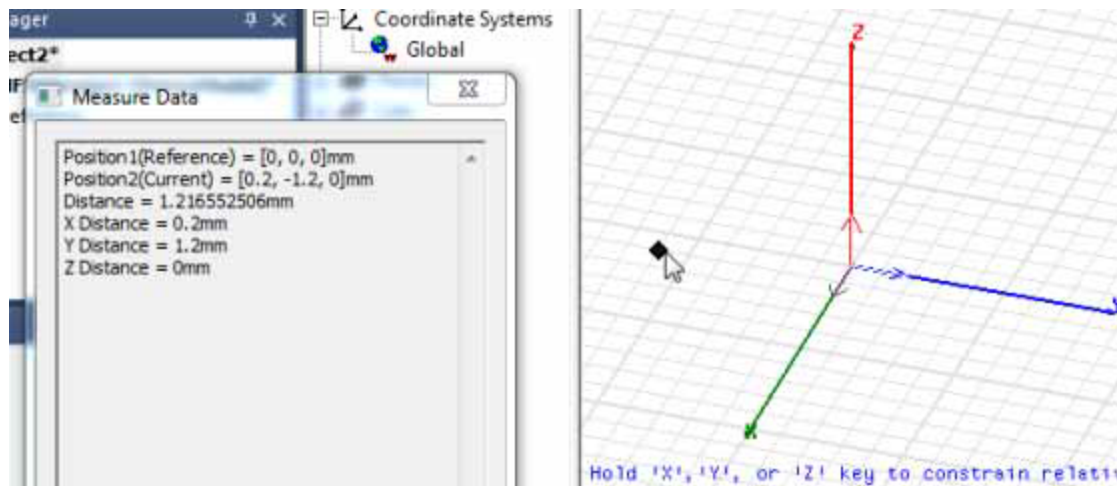 ager
Coordinate Systems
ect2*
Global
Measure Data
Position1(Reference) = [0, 0, 0]mm
Position2(Current) = [0.2, -1.2, 0]mm
Distance = 1.216552506mm
X Distance = 0.2mm
Y Distance = 1.2mm
Z Distance = 0mm
Z
Hold 'X','Y', or 'Z' key to constrain relati